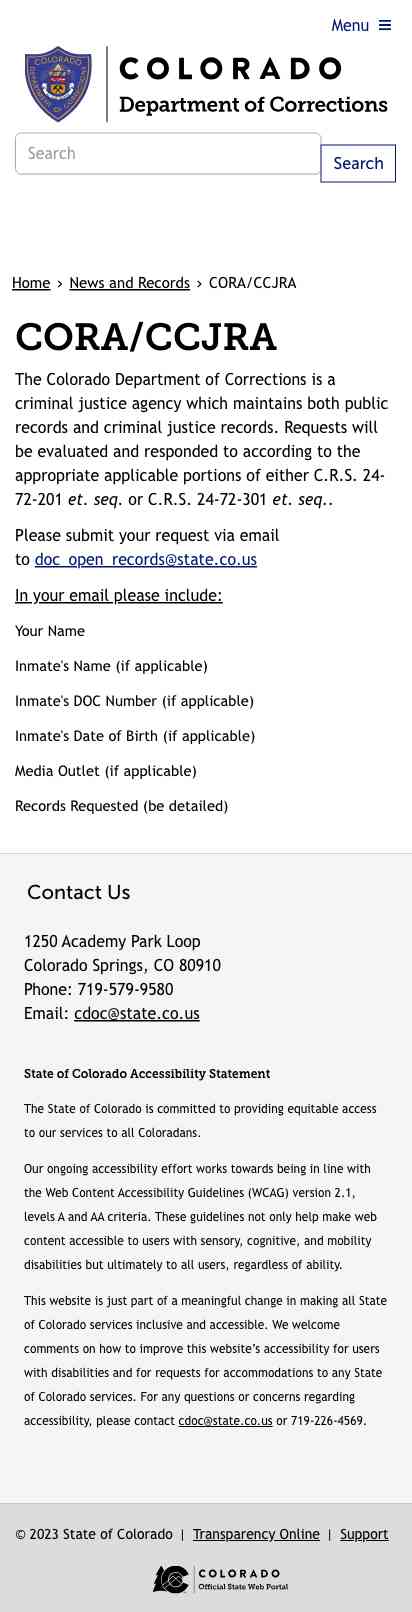 Menu
COLORADO
Department of Corrections
Search
Search
Home › News and Records › CORA/CCJRA
CORA/CCJRA
The Colorado Department of Corrections is a
criminal justice agency which maintains both public
records and criminal justice records. Requests will
be evaluated and responded to according to the
appropriate applicable portions of either C.R.S. 24-
72-201 et. seq. or C.R.S. 24-72-301 et. seq..
Please submit your request via email
to doc_open_records@state.co.us
In your email please include:
Your Name
Inmate's Name (if applicable)
Inmate's DOC Number (if applicable)
Inmate's Date of Birth (if applicable)
Media Outlet (if applicable)
Records Requested (be detailed)
Contact Us
1250 Academy Park Loop
Colorado Springs, CO 80910
Phone: 719-579-9580
Email: cdoc@state.co.us
State of Colorado Accessibility Statement
The State of Colorado is committed to providing equitable access
to our services to all Coloradans.
Our ongoing accessibility effort works towards being in line with
the Web Content Accessibility Guidelines (WCAG) version 2.1,
levels A and AA criteria. These guidelines not only help make web
content accessible to users with sensory, cognitive, and mobility
disabilities but ultimately to all users, regardless of ability.
This website is just part of a meaningful change in making all State
of Colorado services inclusive and accessible. We welcome
comments on how to improve this website's accessibility for users
with disabilities and for requests for accommodations to any State
of Colorado services. For any questions or concerns regarding
accessibility, please contact cdoc@state.co.us or 719-226-4569.
© 2023 State of Colorado | Transparency Online | Support
COLORADO
Official State Web Portal